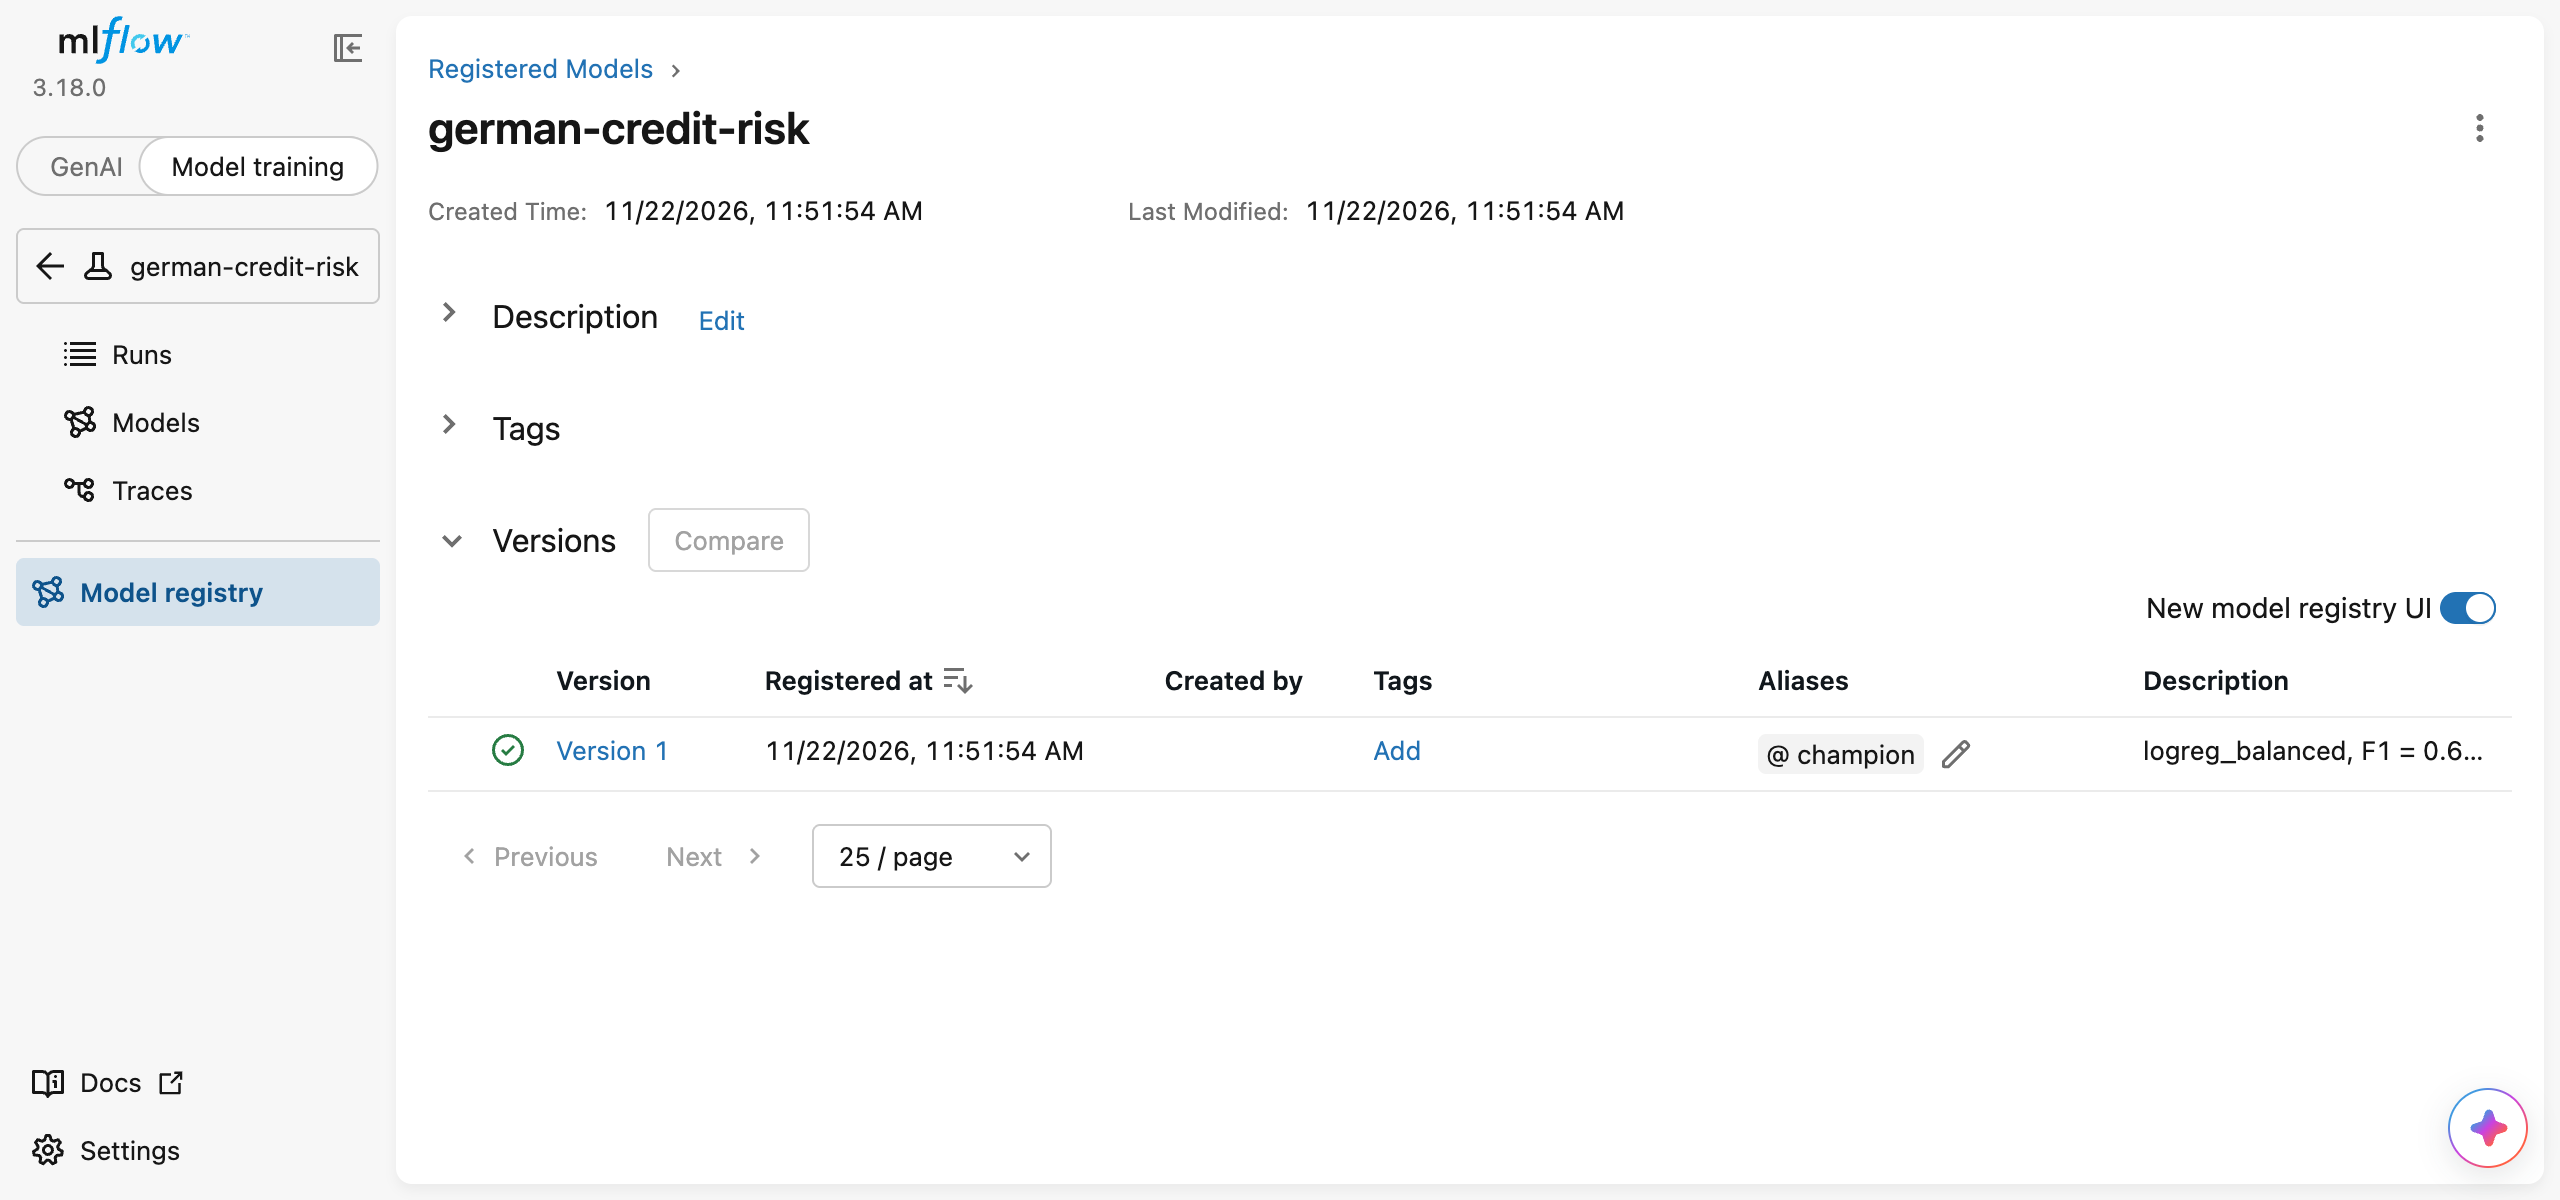 mlflow
3.18.0
GenAI
Model training
german-credit-risk
Runs
Models
Traces
Model registry
Docs
Settings
Registered Models
german-credit-risk
Created Time: 11/22/2026, 11:51:54 AM
Last Modified: 11/22/2026, 11:51:54 AM
Description Edit
Tags
Versions Compare
New model registry UI
Version Registered at Created by Tags Aliases Description
Version 1 11/22/2026, 11:51:54 AM Add @ champion logreg_balanced, F1 = 0.6...
Previous Next 25 / page